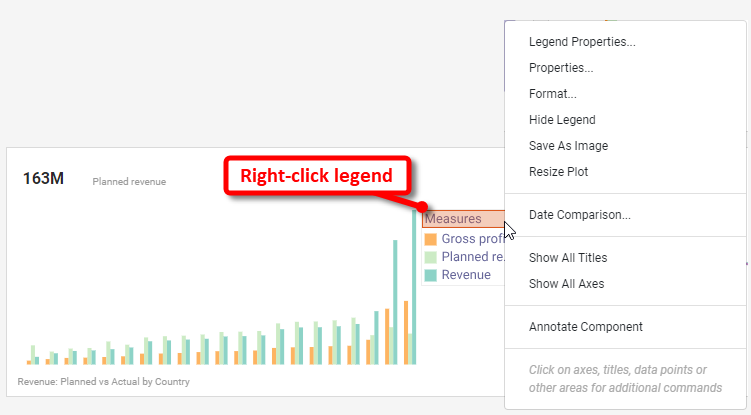 Legend Properties...
Properties...
Format...
Hide Legend
Save As Image
Resize Plot
Date Comparison...
Show All Titles
Show All Axes
Annotate Component
Click on axes, titles, data points or
other areas for additional commands
163M
Planned revenue
Right-click legend
Measures
Gross prof
Planned re.
Revenue
Revenue: Planned vs Actual by Country